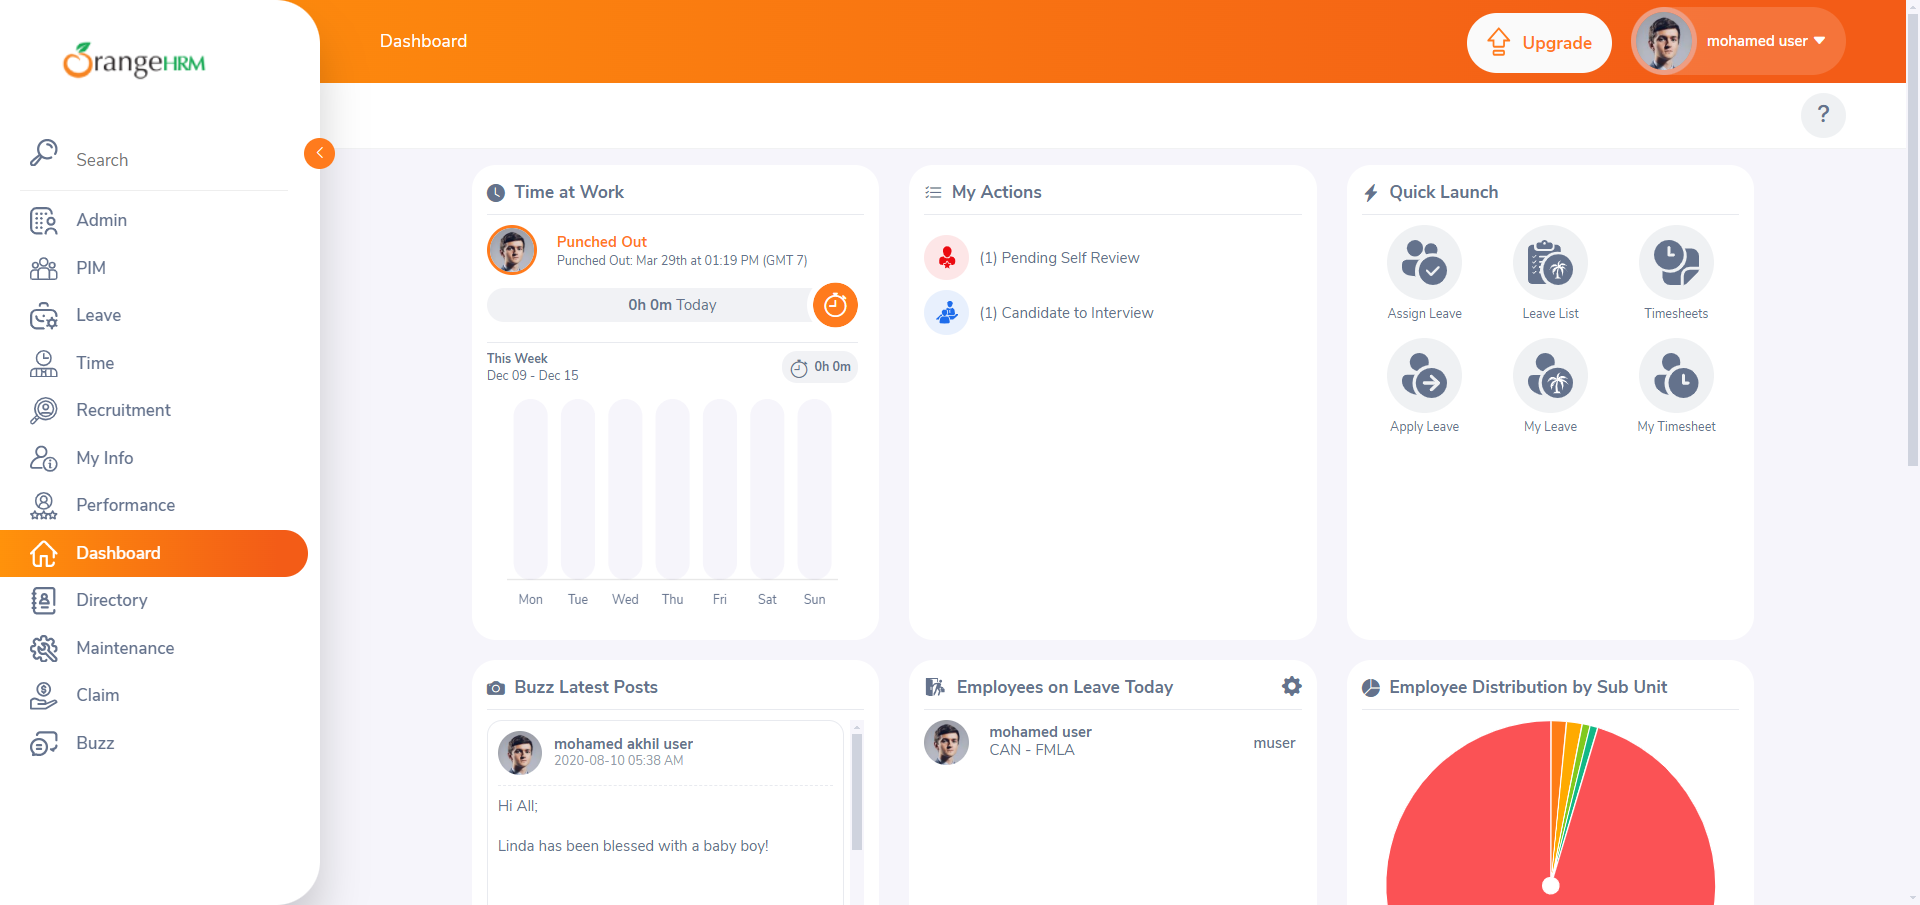 OrangeHRM
Search
Admin
PIM
Leave
Time
Recruitment
My Info
Performance
Dashboard
Directory
Maintenance
Claim
Buzz
Dashboard
Upgrade
mohamed user
?
Time at Work
Punched Out
Punched Out: Mar 29th at 01:19 PM (GMT 7)
0h 0m Today
This Week
Dec 09 - Dec 15
0h 0m
Mon Tue Wed Thu Fri Sat Sun
My Actions
(1) Pending Self Review
(1) Candidate to Interview
Quick Launch
Assign Leave
Leave List
Timesheets
Apply Leave
My Leave
My Timesheet
Buzz Latest Posts
mohamed akhil user
2020-08-10 05:38 AM
Hi All;
Linda has been blessed with a baby boy!
Employees on Leave Today
mohamed user
CAN - FMLA
muser
Employee Distribution by Sub Unit